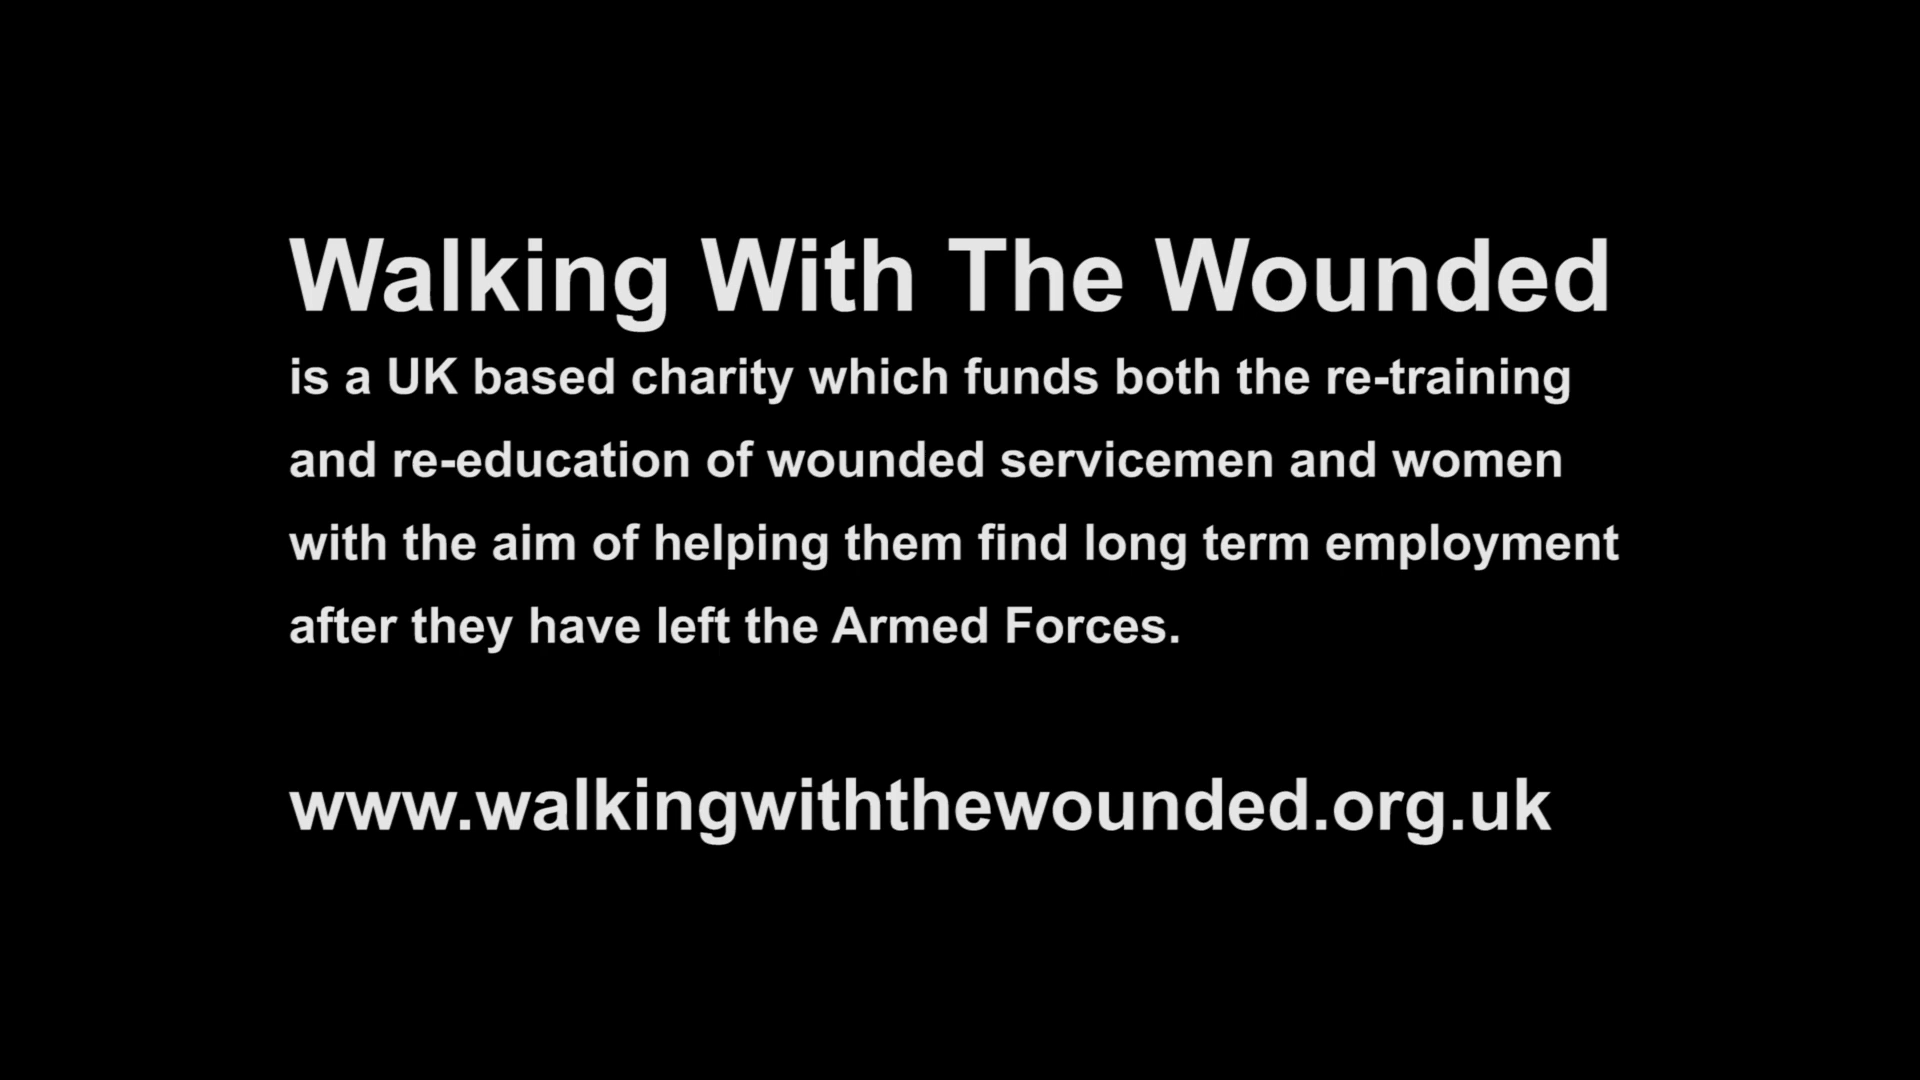 Walking With The Wounded
is a UK based charity which funds both the re-training
and re-education of wounded servicemen and women
with the aim of helping them find long term employment
after they have left the Armed Forces.
www.walkingwiththewounded.org.uk